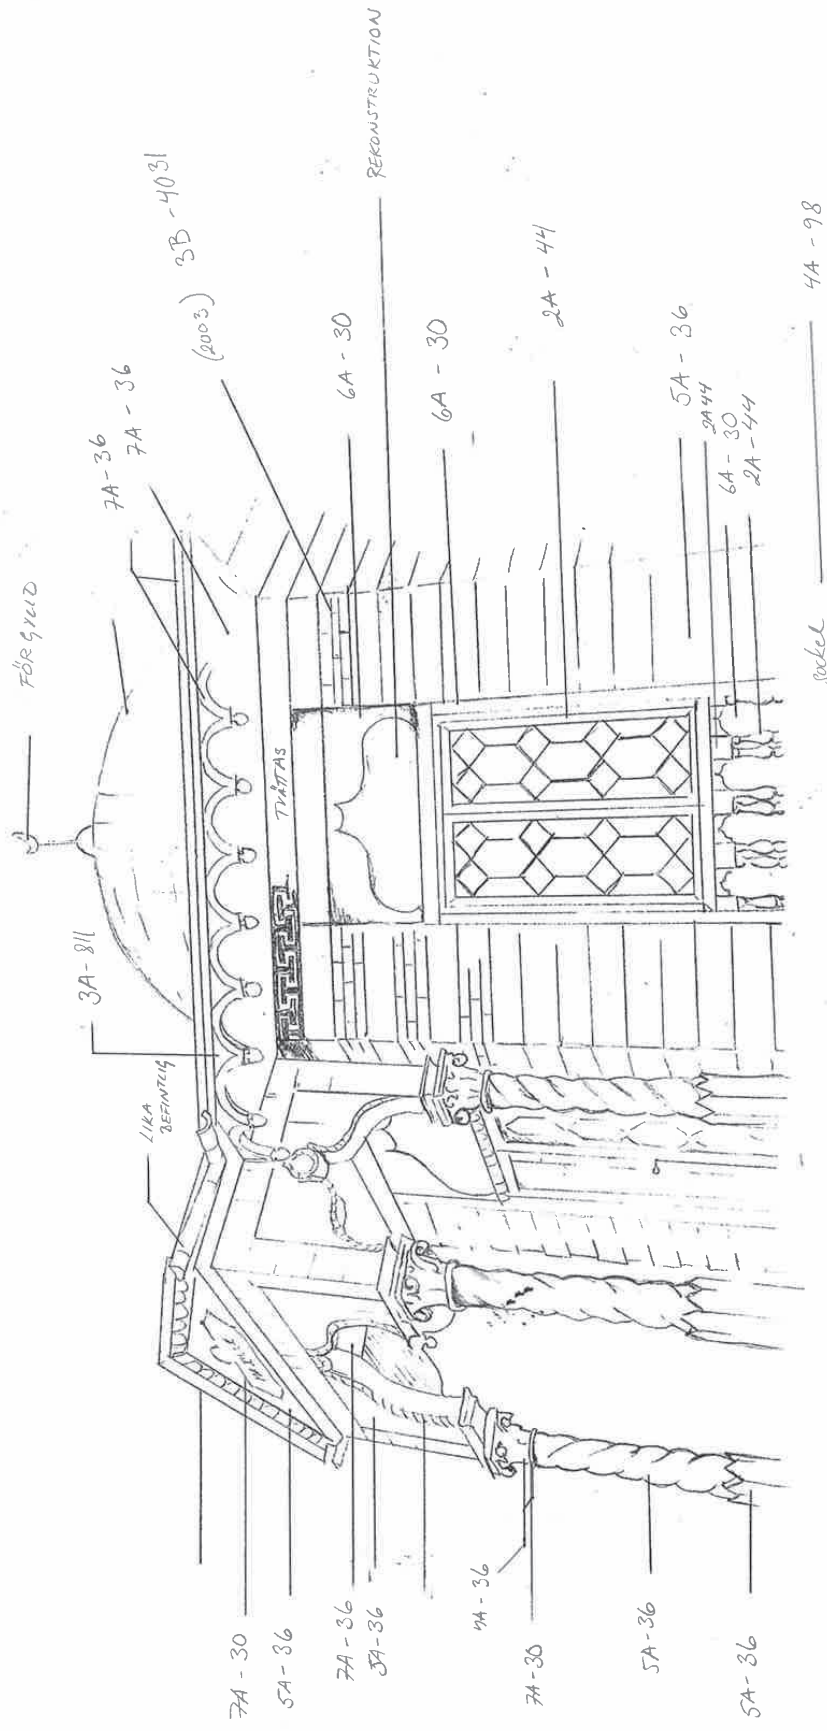 FÖRGYLLD
3A-811
7A-36
7A-36
(2003) 3B-4031
LIKA
BEFINTLIG
TVÄTTAS
6A-30
REKONSTRUKTION
6A-30
2A-44
7A-30
5A-36
7A-36
5A-36
7A-36
7A-30
5A-36
5A-36
5A-36
2A44
6A-30
2A-44
Sockel
4A-98